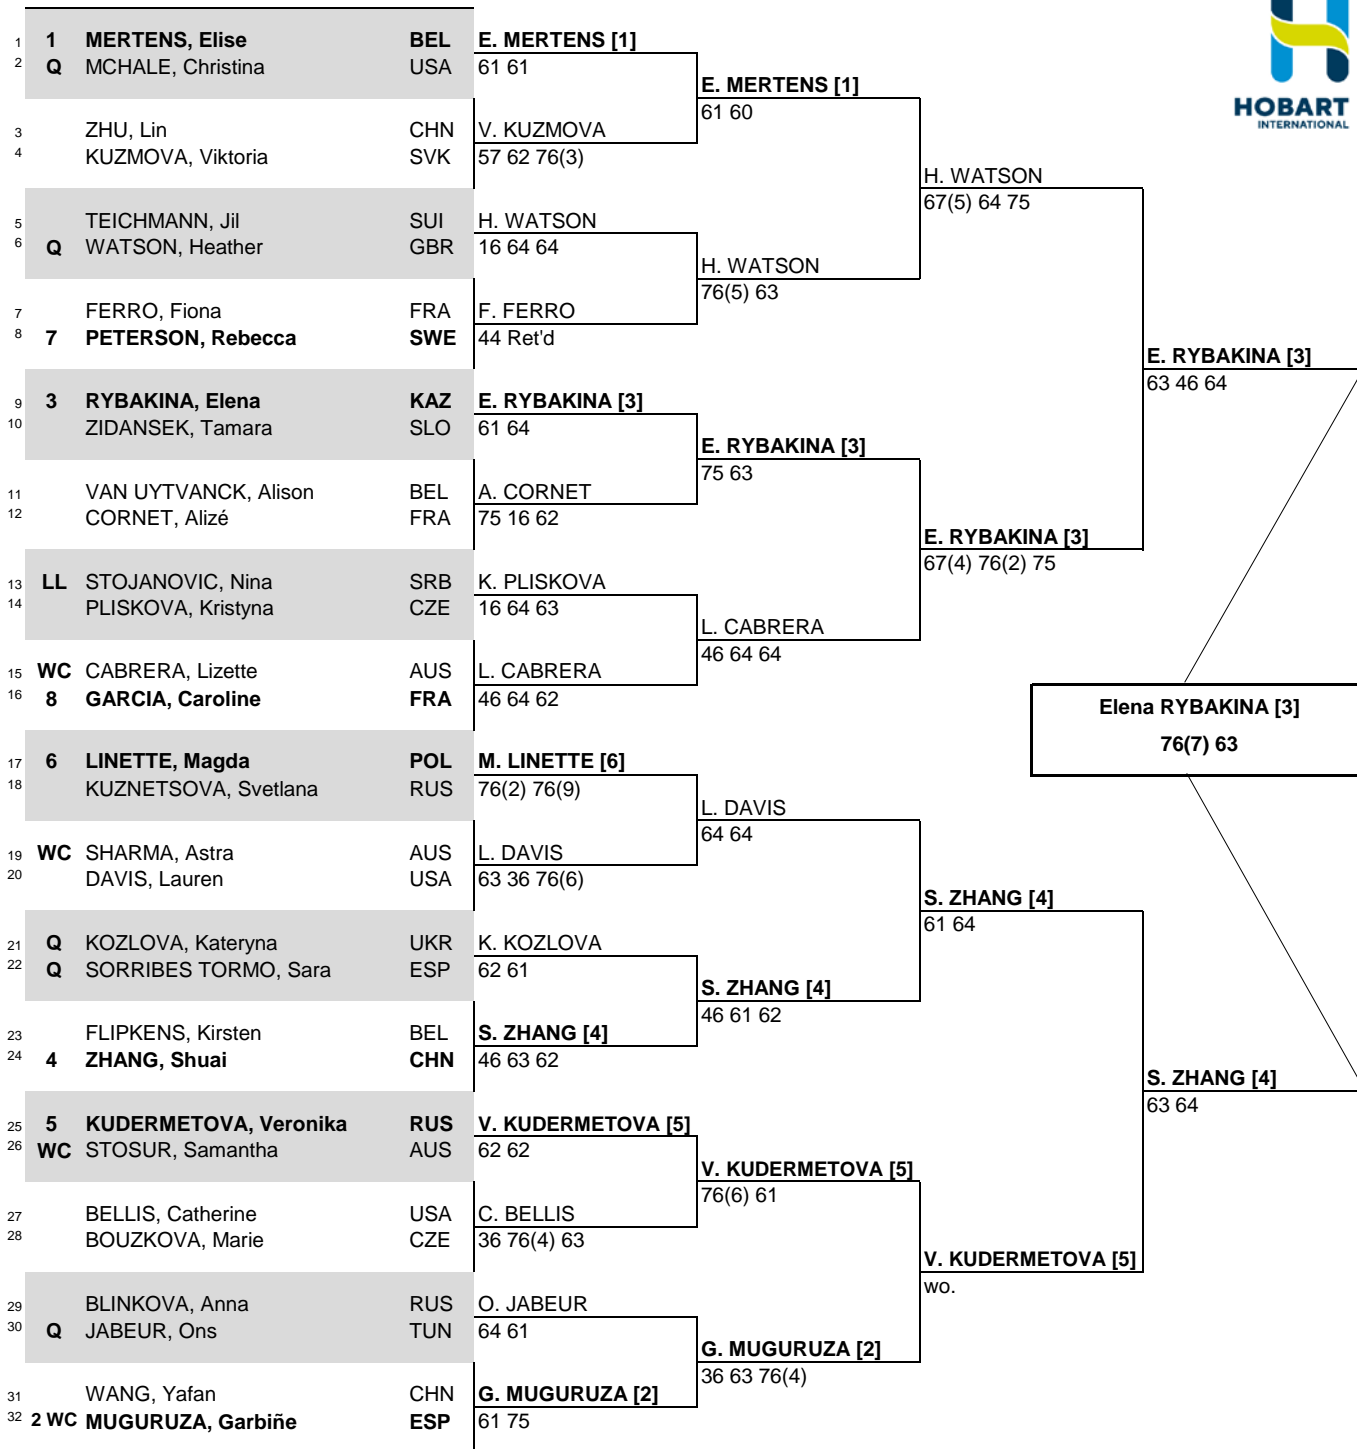 HOBART
INTERNATIONAL
1 1 MERTENS, Elise BEL
2 Q MCHALE, Christina USA
3 ZHU, Lin CHN
4 KUZMOVA, Viktoria SVK
5 TEICHMANN, Jil SUI
6 Q WATSON, Heather GBR
7 FERRO, Fiona FRA
8 7 PETERSON, Rebecca SWE
9 3 RYBAKINA, Elena KAZ
10 ZIDANSEK, Tamara SLO
11 VAN UYTVANCK, Alison BEL
12 CORNET, Alizé FRA
13 LL STOJANOVIC, Nina SRB
14 PLISKOVA, Kristyna CZE
15 WC CABRERA, Lizette AUS
16 8 GARCIA, Caroline FRA
17 6 LINETTE, Magda POL
18 KUZNETSOVA, Svetlana RUS
19 WC SHARMA, Astra AUS
20 DAVIS, Lauren USA
21 Q KOZLOVA, Kateryna UKR
22 Q SORRIBES TORMO, Sara ESP
23 FLIPKENS, Kirsten BEL
24 4 ZHANG, Shuai CHN
25 5 KUDERMETOVA, Veronika RUS
26 WC STOSUR, Samantha AUS
27 BELLIS, Catherine USA
28 BOUZKOVA, Marie CZE
29 BLINKOVA, Anna RUS
30 Q JABEUR, Ons TUN
31 WANG, Yafan CHN
32 2 WC MUGURUZA, Garbiñe ESP
E. MERTENS [1]
61 61
V. KUZMOVA
57 62 76(3)
H. WATSON
16 64 64
F. FERRO
44 Ret'd
E. RYBAKINA [3]
61 64
A. CORNET
75 16 62
K. PLISKOVA
16 64 63
L. CABRERA
46 64 62
M. LINETTE [6]
76(2) 76(9)
L. DAVIS
63 36 76(6)
K. KOZLOVA
62 61
S. ZHANG [4]
46 63 62
V. KUDERMETOVA [5]
62 62
C. BELLIS
36 76(4) 63
O. JABEUR
64 61
G. MUGURUZA [2]
61 75
E. MERTENS [1]
61 60
H. WATSON
76(5) 63
E. RYBAKINA [3]
75 63
L. CABRERA
46 64 64
L. DAVIS
64 64
S. ZHANG [4]
46 61 62
V. KUDERMETOVA [5]
76(6) 61
G. MUGURUZA [2]
36 63 76(4)
H. WATSON
67(5) 64 75
E. RYBAKINA [3]
67(4) 76(2) 75
S. ZHANG [4]
61 64
V. KUDERMETOVA [5]
wo.
E. RYBAKINA [3]
63 46 64
S. ZHANG [4]
63 64
Elena RYBAKINA [3]
76(7) 63